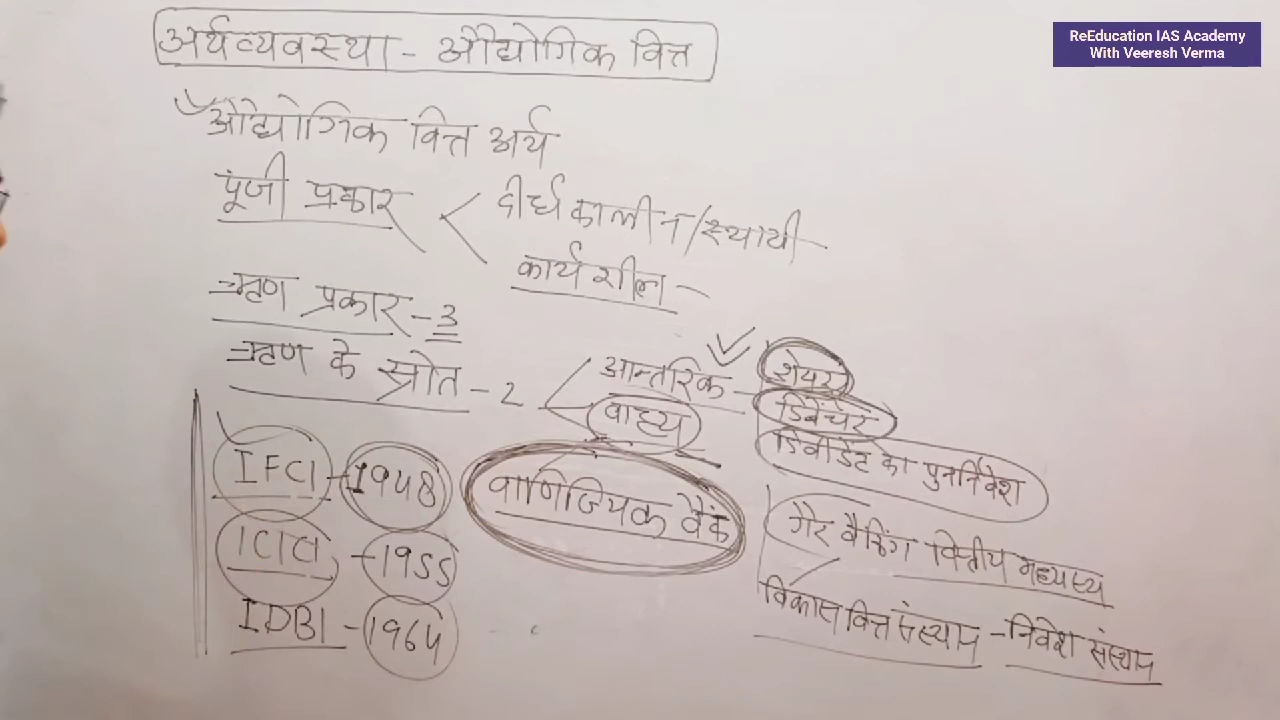 अर्थव्यवस्था - औद्योगिक वित्त
ReEducation IAS Academy
With Veeresh Verma
औद्योगिक वित्त अर्थ
पूंजी प्रकार < दीर्घकालीन/स्थायी
कार्यशील -
ऋण प्रकार - 3
ऋण के स्रोत - 2 < आन्तरिक - शेयर
वाह्य डिबेंचर
डिवीडेंट का पुनर्निवेश
IFCI - 1948 वाणिज्यिक बैंक
गैर बैंकिंग वित्तीय मध्यस्थ
ICICI - 1955
विकास वित्त संस्थान - निवेश संस्थान
IDBI - 1964